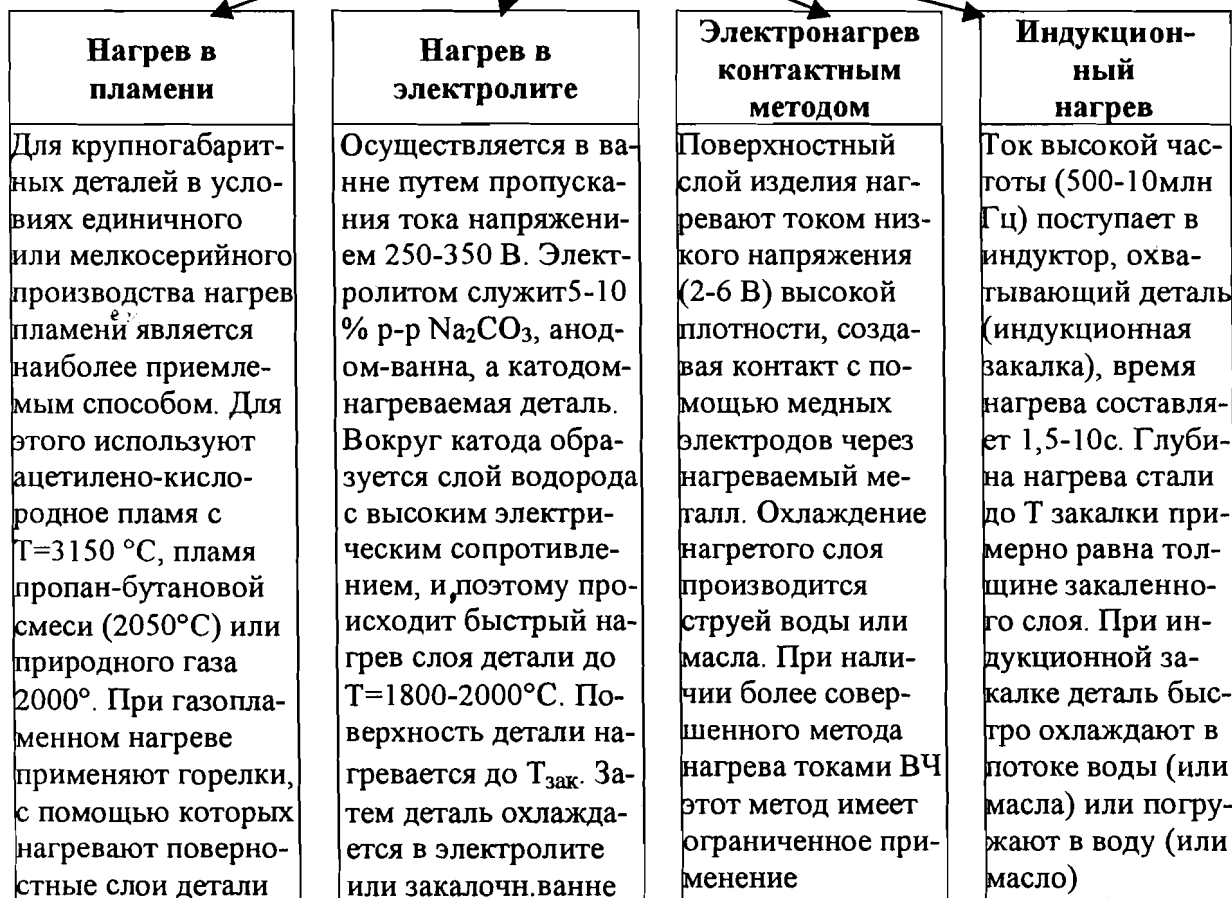 Нагрев в
пламени
Для крупногабарит-
ных деталей в усло-
виях единичного
или мелкосерийного
производства нагрев
пламени является
наиболее приемле-
мым способом. Для
этого используют
ацетилено-кисло-
родное пламя с
Т=3150 °С, пламя
пропан-бутановой
смеси (2050°С) или
природного газа
2000°. При газопла-
менном нагреве
применяют горелки,
с помощью которых
нагревают поверно-
стные слои детали
Нагрев в
электролите
Осуществляется в ва-
нне путем пропуска-
ния тока напряжени-
ем 250-350 В. Элект-
ролитом служит5-10
% р-р Na₂CO₃, анод-
ом-ванна, а катодом-
нагреваемая деталь.
Вокруг катода обра-
зуется слой водорода
с высоким электри-
ческим сопротивле-
нием, и,поэтому про-
исходит быстрый на-
грев слоя детали до
Т=1800-2000°С. По-
верхность детали на-
гревается до Tзак. За-
тем деталь охлажда-
ется в электролите
или закалочн.ванне
Электронагрев
контактным
методом
Поверхностный
слой изделия наг-
ревают током низ-
кого напряжения
(2-6 В) высокой
плотности, созда-
вая контакт с по-
мощью медных
электродов через
нагреваемый ме-
талл. Охлаждение
нагретого слоя
производится
струей воды или
масла. При нали-
чии более совер-
шенного метода
нагрева токами ВЧ
этот метод имеет
ограниченное при-
менение
Индукцион-
ный
нагрев
Ток высокой час-
тоты (500-10млн
Гц) поступает в
индуктор, охва-
тывающий деталь
(индукционная
закалка), время
нагрева составля-
ет 1,5-10с. Глуби-
на нагрева стали
до Т закалки при-
мерно равна тол-
щине закаленно-
го слоя. При ин-
дукционной за-
калке деталь быс-
тро охлаждают в
потоке воды (или
масла) или погру-
жают в воду (или
масло)